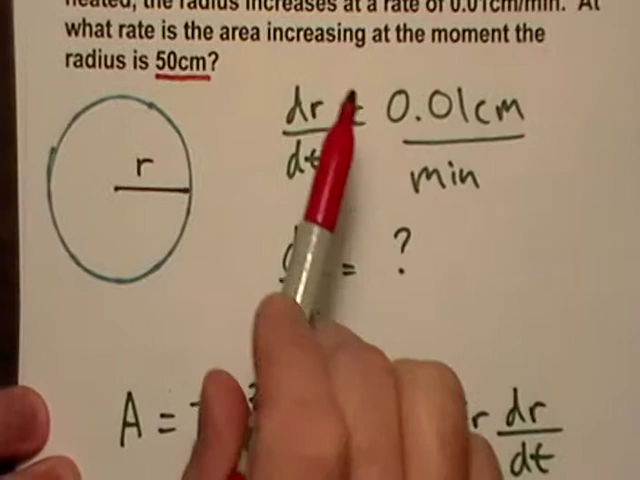 heated, the radius increases at a rate of 0.01cm/min. At
what rate is the area increasing at the moment the
radius is 50cm?
r
dr = 0.01cm
dt min
= ?
A = r dr
dt